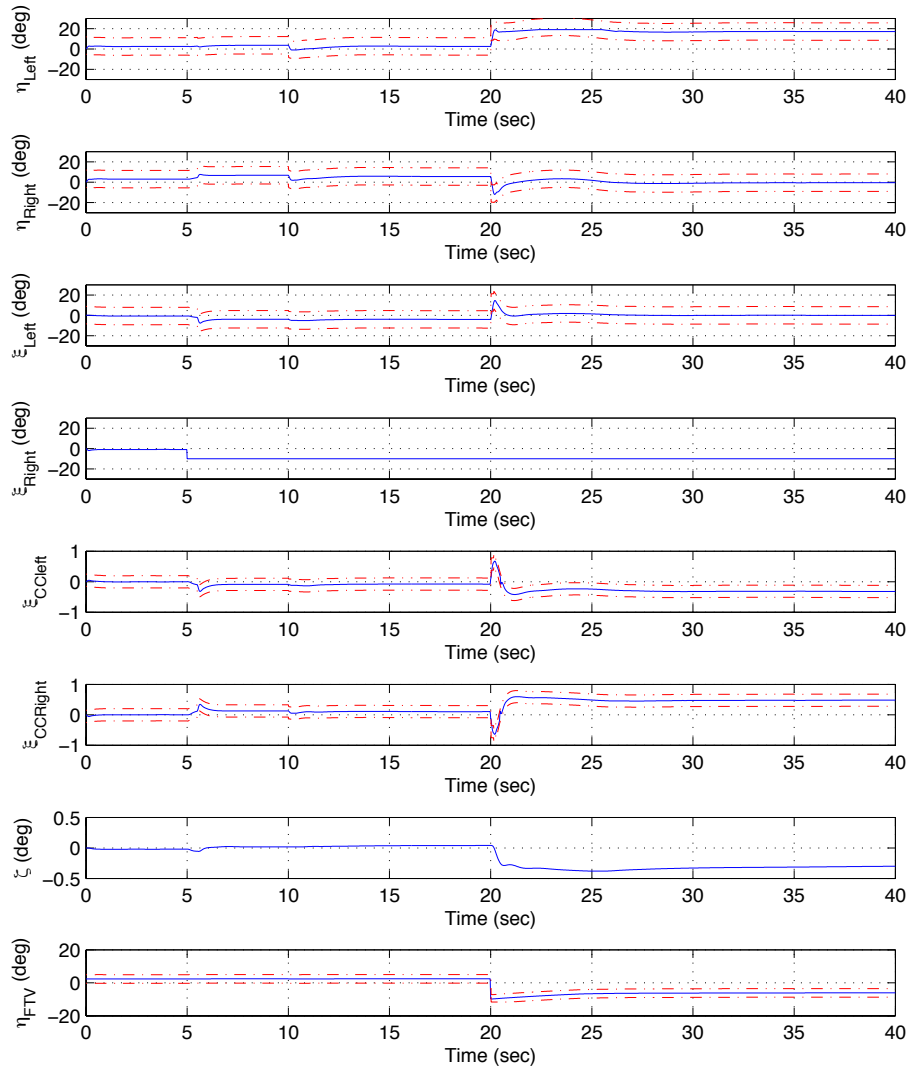 η_Left (deg)
20
0
−20
0 5 10 15 20 25 30 35 40
Time (sec)
η_Right (deg)
20
0
−20
0 5 10 15 20 25 30 35 40
Time (sec)
ξ_Left (deg)
20
0
−20
0 5 10 15 20 25 30 35 40
Time (sec)
ξ_Right (deg)
20
0
−20
0 5 10 15 20 25 30 35 40
Time (sec)
ξ_CCleft
1
0
−1
0 5 10 15 20 25 30 35 40
Time (sec)
ξ_CCRight
1
0
−1
0 5 10 15 20 25 30 35 40
Time (sec)
ζ (deg)
0.5
0
−0.5
0 5 10 15 20 25 30 35 40
Time (sec)
η_FTV (deg)
20
0
−20
0 5 10 15 20 25 30 35 40
Time (sec)